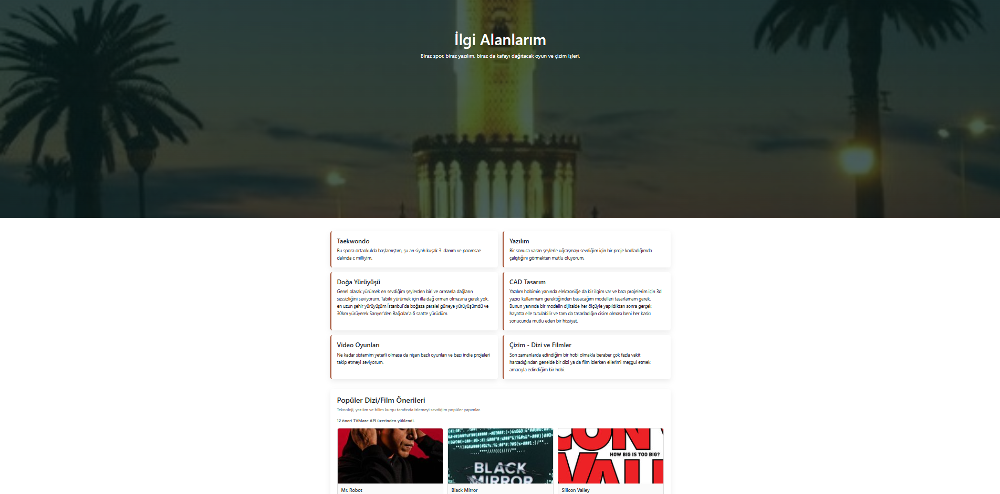 İlgi Alanlarım
Biraz spor, biraz yazılım, biraz da kafayı dağıtacak oyun ve çizim işleri.
Taekwondo
Bu spora ortaokulda başlamıştım, şu an siyah kuşak 3. danım ve poomsae
dalında c milliyim.
Yazılım
Bir sonuca varan şeylerle uğraşmayı sevdiğim için bir proje kodladığımda
çalıştığını görmekten mutlu oluyorum.
Doğa Yürüyüşü
Genel olarak yürümek en sevdiğim şeylerden biri ve ormanla dağların
sessizliğini seviyorum. Tabiki yürümek için illa dağ orman olmasına gerek yok,
en uzun şehir yürüyüşüm İstanbul'da boğaza paralel güneye yürüyüşümdü ve
30km yürüyerek Sarıyer'den Bağcılar'a 6 saatte yürüdüm.
CAD Tasarım
Yazılım hobimin yanında elektroniğe da bir ilgim var ve bazı projelerim için 3d
yazıcı kullanmam gerektiğinden basacağım modelleri tasarlamam gerek.
Bunun yanında bir modelin dijitalde her ölçüyle yapıldıktan sonra gerçek
hayatta elle tutulabilir ve tam da tasarladığın cisim olması beni her baskı
sonucunda mutlu eden bir hissiyat.
Video Oyunları
Ne kadar sistemim yeterli olmasa da nişan bazlı oyunları ve bazı indie projeleri
takip etmeyi seviyorum.
Çizim - Dizi ve Filmler
Son zamanlarda edindiğim bir hobi olmakla beraber çok fazla vakit
harcadığından genelde bir dizi ya da film izlerken ellerimi meşgul etmek
amacıyla edindiğim bir hobi.
Popüler Dizi/Film Önerileri
Teknoloji, yazılım ve bilim kurgu tarafında izlemeyi sevdiğim popüler yapımlar.
12 öneri TVMaze API üzerinden yüklendi.
BLACK
MIRROR
CON
HOW BIG IS TOO BIG?
VALL
Mr. Robot
Black Mirror
Silicon Valley